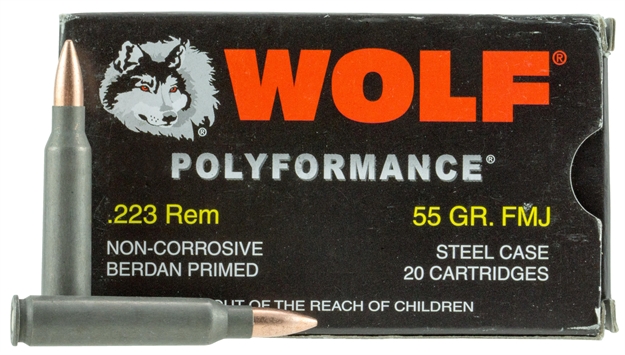 WOLF®
®
POLYFORMANCE®
.223 Rem 55 GR. FMJ
NON-CORROSIVE STEEL CASE
BERDAN PRIMED 20 CARTRIDGES
OUT OF THE REACH OF CHILDREN